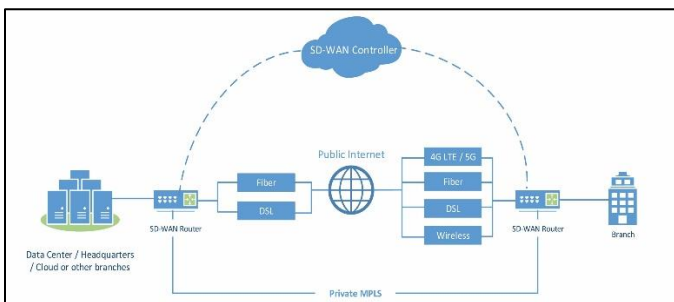 SD-WAN Controller
Public Internet
4G LTE / 5G
Fiber
Fiber
DSL
DSL
Wireless
SD-WAN Router
SD-WAN Router
Branch
Data Center / Headquarters
/ Cloud or other branches
Private MPLS